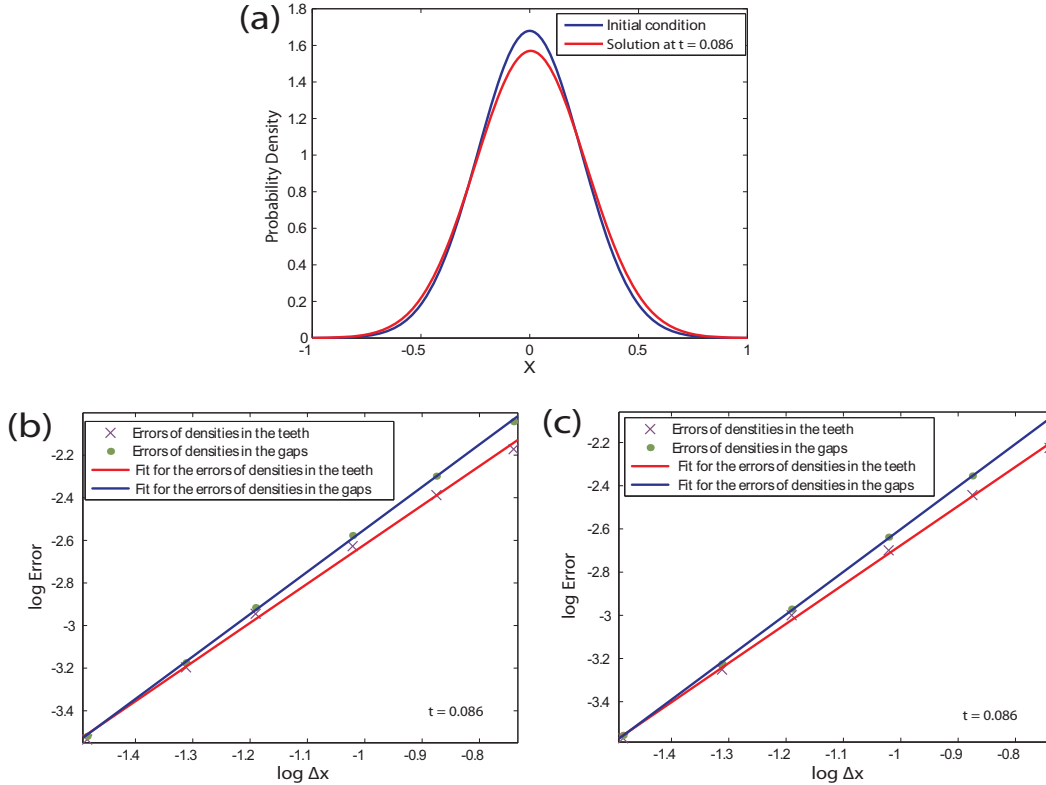 (a)
1.8
1.6
1.4
1.2
1
0.8
0.6
0.4
0.2
0
Probability Density
Initial condition
Solution at t = 0.086
-1
-0.5
0
0.5
1
X
(b)
-2.2
-2.4
-2.6
-2.8
-3
-3.2
-3.4
log Error
Errors of densities in the teeth
Errors of densities in the gaps
Fit for the errors of densities in the teeth
Fit for the errors of densities in the gaps
t = 0.086
-1.4
-1.3
-1.2
-1.1
-1
-0.9
-0.8
log Δx
(c)
-2.2
-2.4
-2.6
-2.8
-3
-3.2
-3.4
log Error
Errors of denstities in the teeth
Errors of densities in the gaps
Fit for the errors of densities in the teeth
Fit for the errors of densities in the gaps
t = 0.086
-1.4
-1.3
-1.2
-1.1
-1
-0.9
-0.8
log Δx